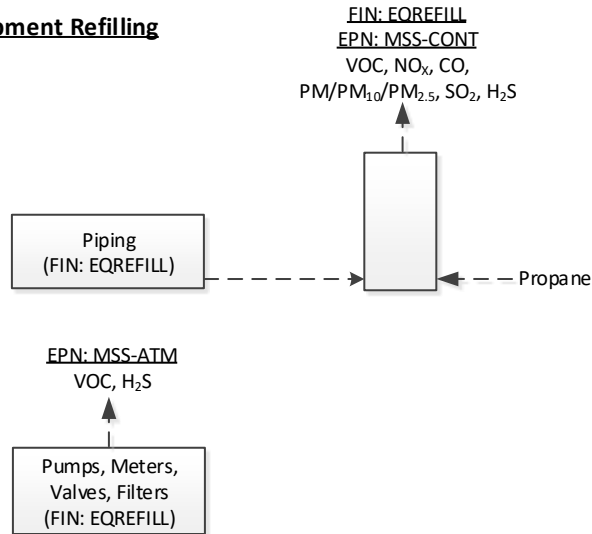 FIN: EQREFILL
EPN: MSS-CONT
VOC, NOₓ, CO,
PM/PM₁₀/PM₂.₅, SO₂, H₂S
Refilling
Piping
(FIN: EQREFILL)
Propane
EPN: MSS-ATM
VOC, H₂S
Pumps, Meters,
Valves, Filters
(FIN: EQREFILL)